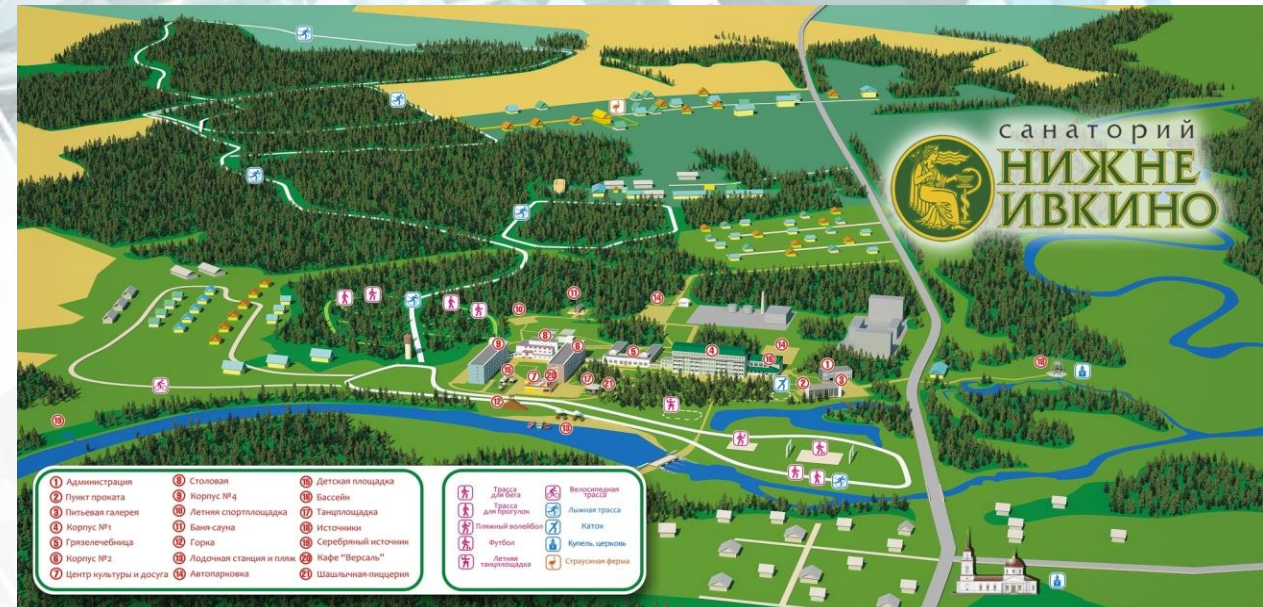 санаторий
НИЖНЕ
ИВКИНО
1 Администрация
2 Пункт проката
3 Питьевая галерея
4 Корпус №1
5 Грязелечебница
6 Корпус №2
7 Центр культуры и досуга
8 Столовая
9 Корпус №4
10 Летняя спортплощадка
11 Баня-сауна
12 Горка
13 Лодочная станция и пляж
14 Автопарковка
15 Детская площадка
16 Бассейн
17 Танцплощадка
18 Источники
19 Серебряный источник
20 Кафе "Версаль"
21 Шашлычная-пиццерия
Трасса
для бега
Трасса
для прогулок
Пляжный волейбол
Футбол
Летняя
танцплощадка
Велосипедная
трасса
Лыжная трасса
Каток
Купель, церковь
Страусиная ферма